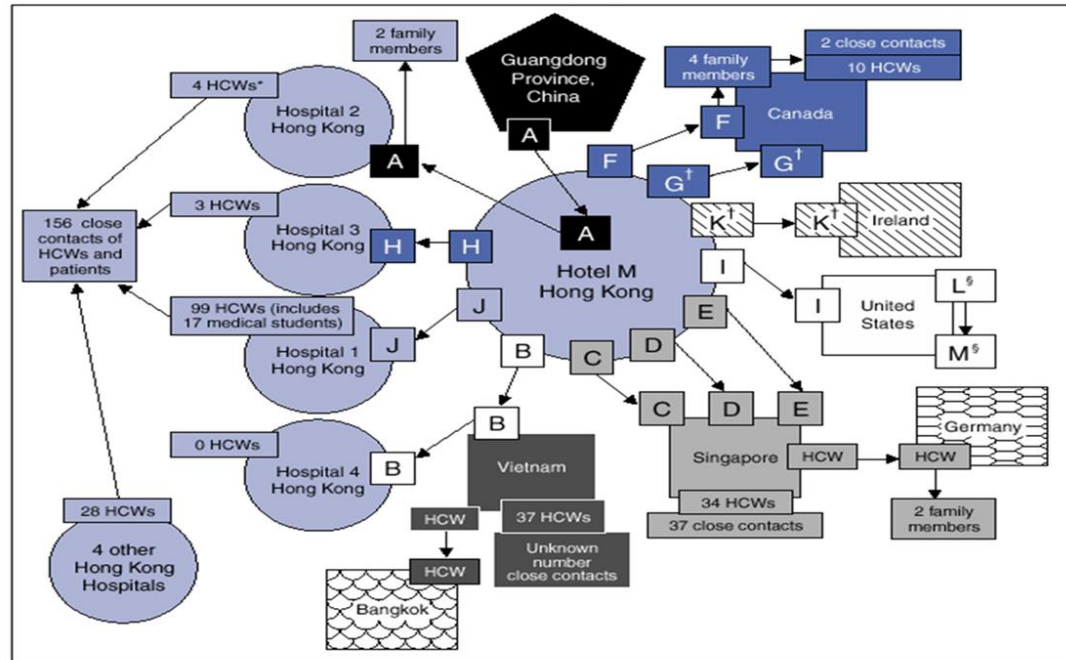 2 family
members
4 HCWs*
Hospital 2
Hong Kong
A
Guangdong
Province,
China
A
4 family
members
2 close contacts
10 HCWs
Canada
F
F
G†
G†
K†
K†
Ireland
3 HCWs
Hospital 3
Hong Kong
H
H
A
Hotel M
Hong Kong
156 close
contacts of
HCWs and
patients
I
I
United
States
L§
M§
99 HCWs (includes
17 medical students)
Hospital 1
Hong Kong
J
J
B
C
D
E
0 HCWs
Hospital 4
Hong Kong
B
B
Vietnam
C
D
E
Singapore
HCW
HCW
Germany
34 HCWs
37 close contacts
2 family
members
28 HCWs
4 other
Hong Kong
Hospitals
HCW
37 HCWs
Unknown
number
close contacts
HCW
Bangkok